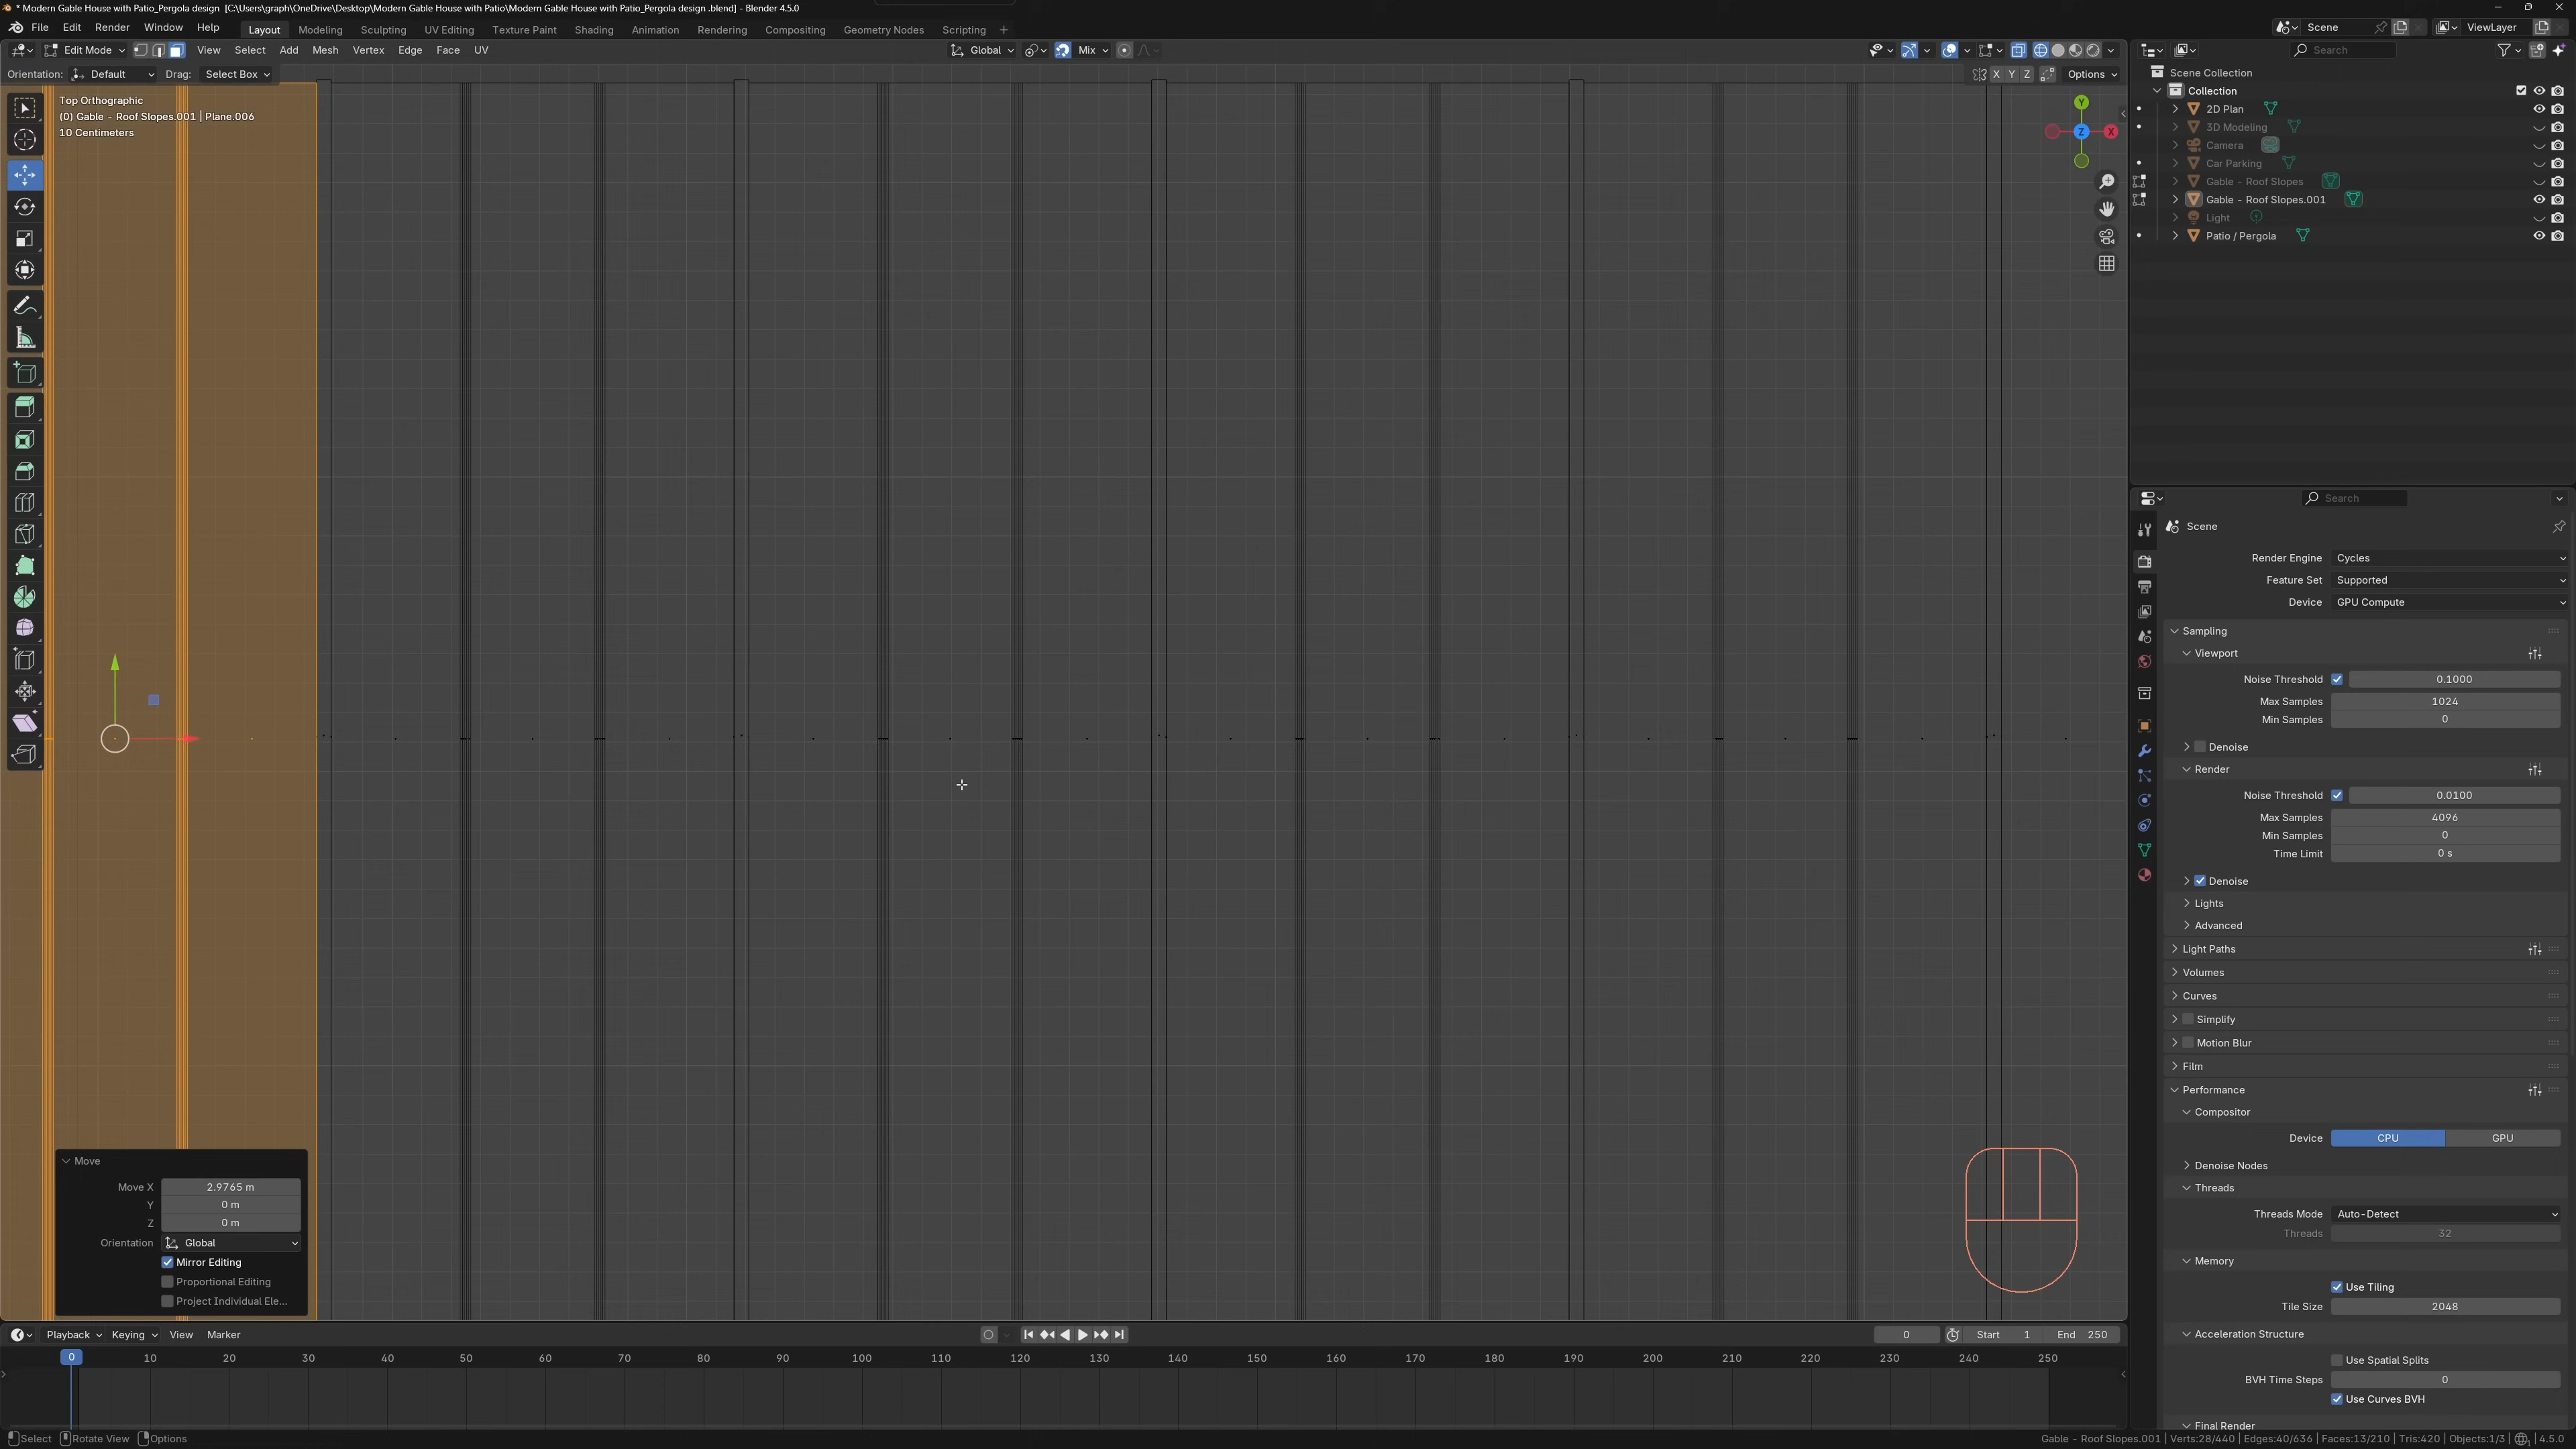 * Modern Gable House with Patio_Pergola design  [C:\Users\graph\OneDrive\Desktop\Modern Gable House with Patio\Modern Gable House with Patio_Pergola design .blend] - Blender 4.5.0
File Edit Render Window Help Layout Modeling Sculpting UV Editing Texture Paint Shading Animation Rendering Compositing Geometry Nodes Scripting + Scene ViewLayer
Edit Mode View Select Add Mesh Vertex Edge Face UV Global Mix Search
Orientation: Default Drag: Select Box X Y Z Options
Scene Collection
Collection
2D Plan
3D Modeling
Camera
Car Parking
Gable - Roof Slopes
Gable - Roof Slopes.001
Light
Patio / Pergola
Top Orthographic
(0) Gable - Roof Slopes.001 | Plane.006
10 Centimeters
Y
Z
X
Search
Scene
Render Engine Cycles
Feature Set Supported
Device GPU Compute
Sampling
Viewport
Noise Threshold 0.1000
Max Samples 1024
Min Samples 0
Denoise
Render
Noise Threshold 0.0100
Max Samples 4096
Min Samples 0
Time Limit 0 s
Denoise
Lights
Advanced
Light Paths
Volumes
Curves
Simplify
Motion Blur
Film
Performance
Compositor
Device CPU GPU
Denoise Nodes
Threads
Threads Mode Auto-Detect
Threads 32
Memory
Use Tiling
Tile Size 2048
Acceleration Structure
Use Spatial Splits
BVH Time Steps 0
Use Curves BVH
Final Render
Move
Move X 2.9765 m
Y 0 m
Z 0 m
Orientation Global
Mirror Editing
Proportional Editing
Project Individual Ele...
Playback Keying View Marker 0 Start 1 End 250
0 10 20 30 40 50 60 70 80 90 100 110 120 130 140 150 160 170 180 190 200 210 220 230 240 250
Select Rotate View Options Gable - Roof Slopes.001 | Verts:28/440 | Edges:40/636 | Faces:13/210 | Tris:420 | Objects:1/3 | 4.5.0